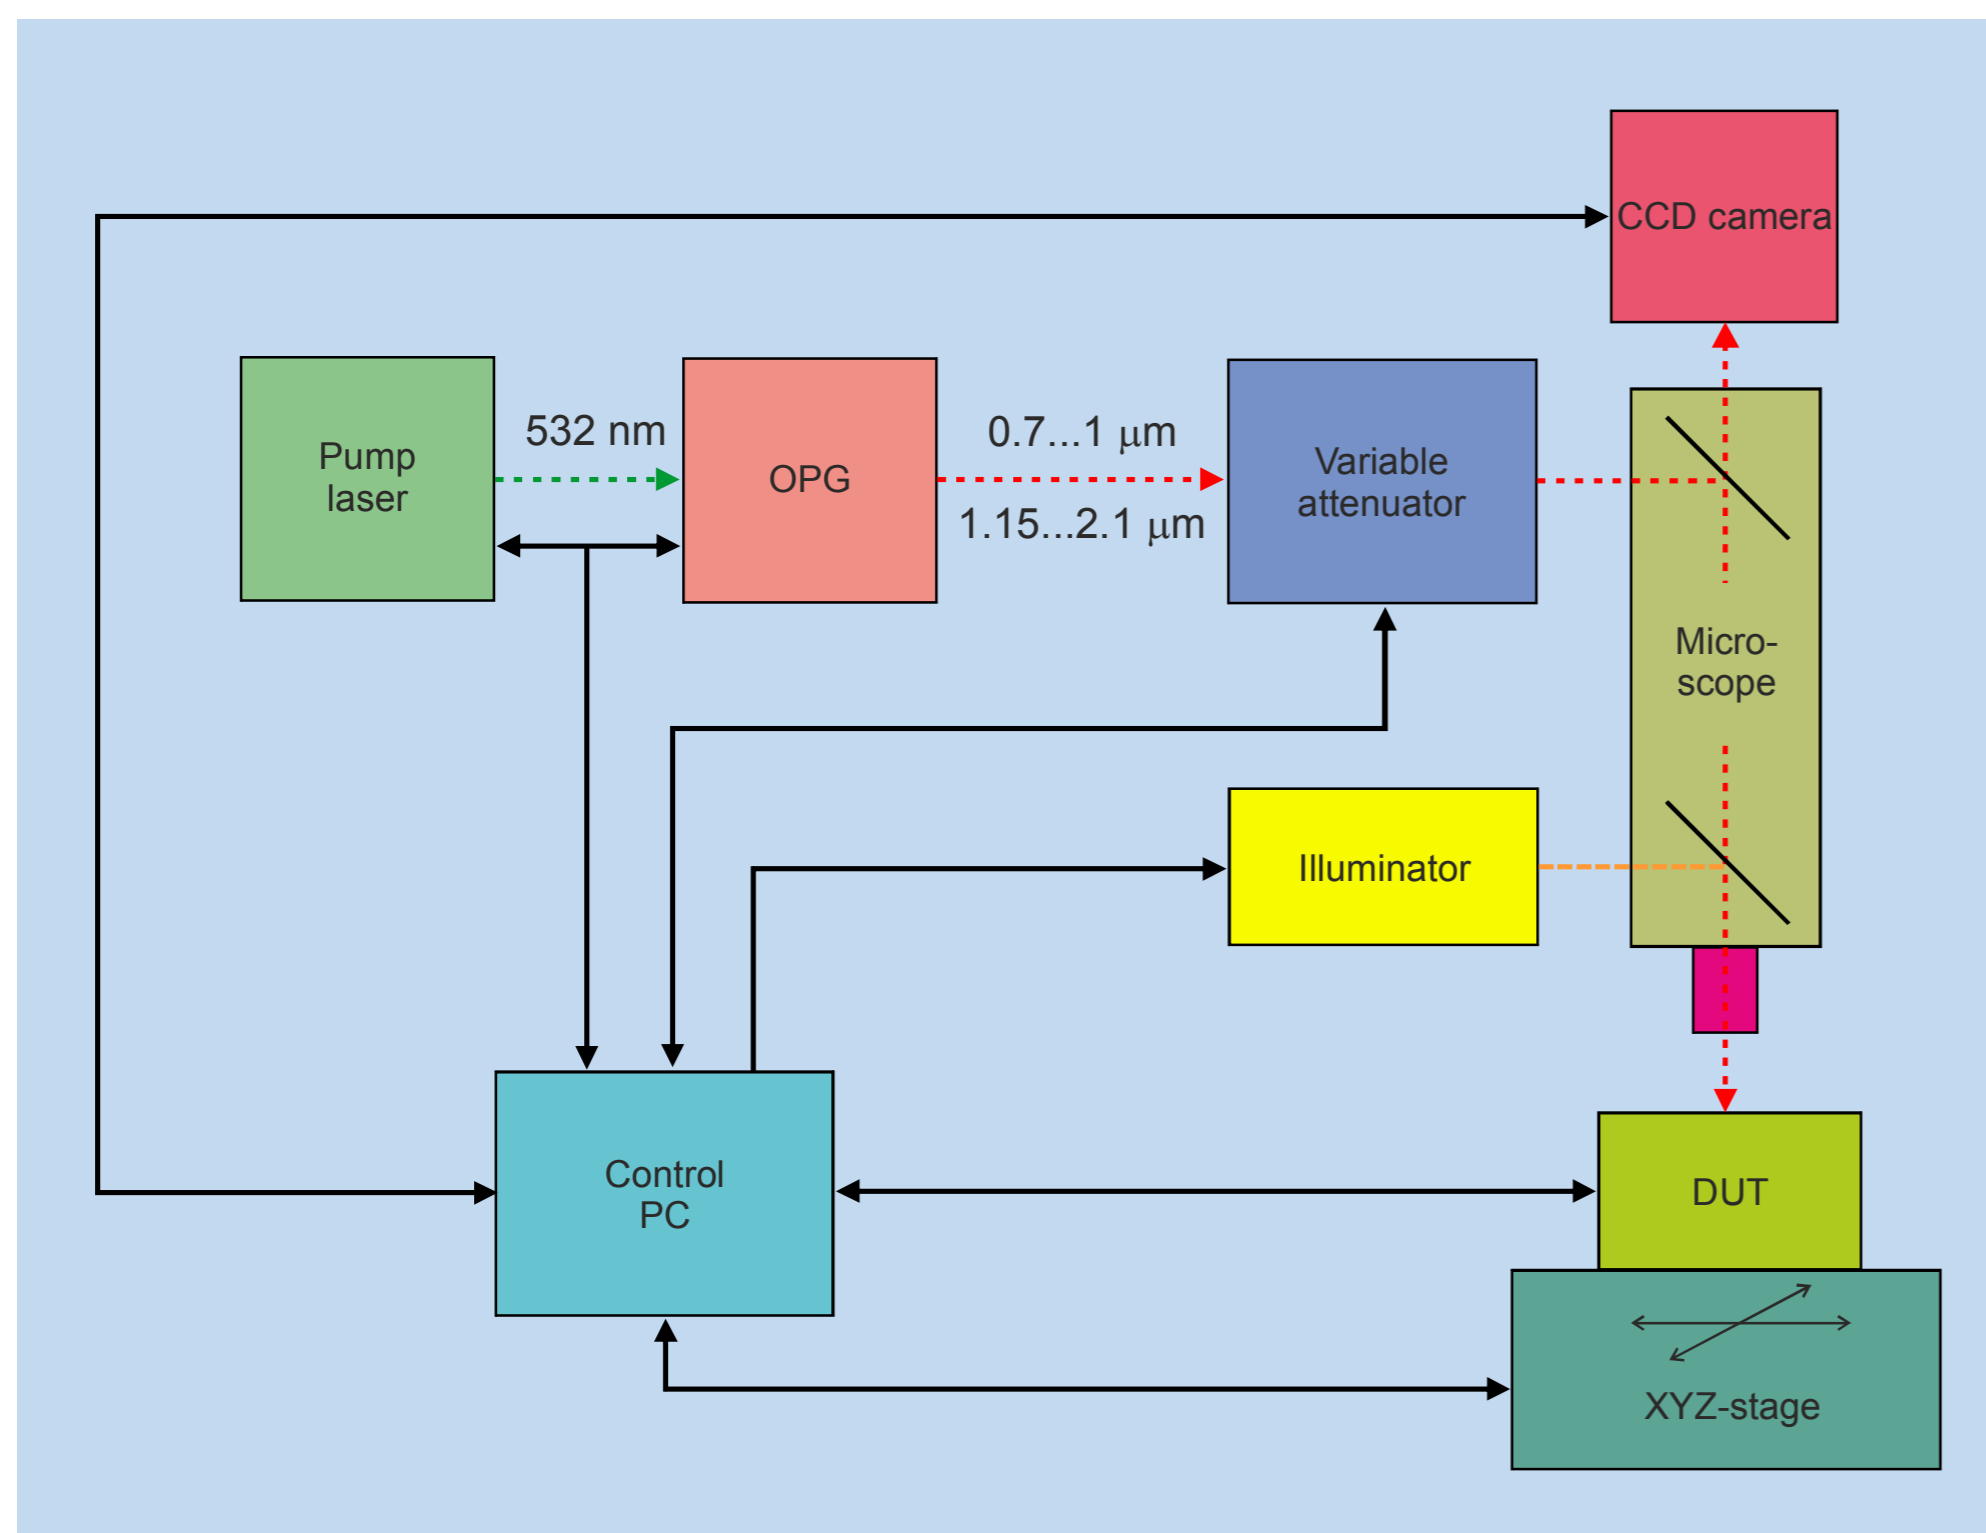 CCD camera
Pump
laser
532 nm
OPG
0.7...1 μm
1.15...2.1 μm
Variable
attenuator
Micro-
scope
Illuminator
Control
PC
DUT
XYZ-stage